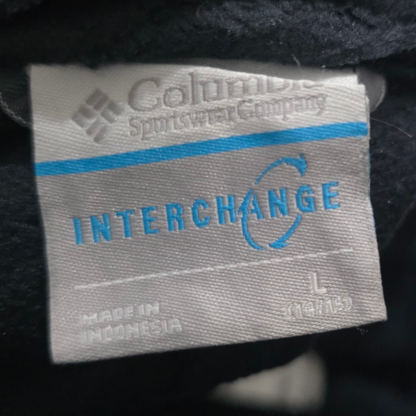 Columbia
Sportswear Company
INTERCHANGE
L
MADE IN
INDONESIA